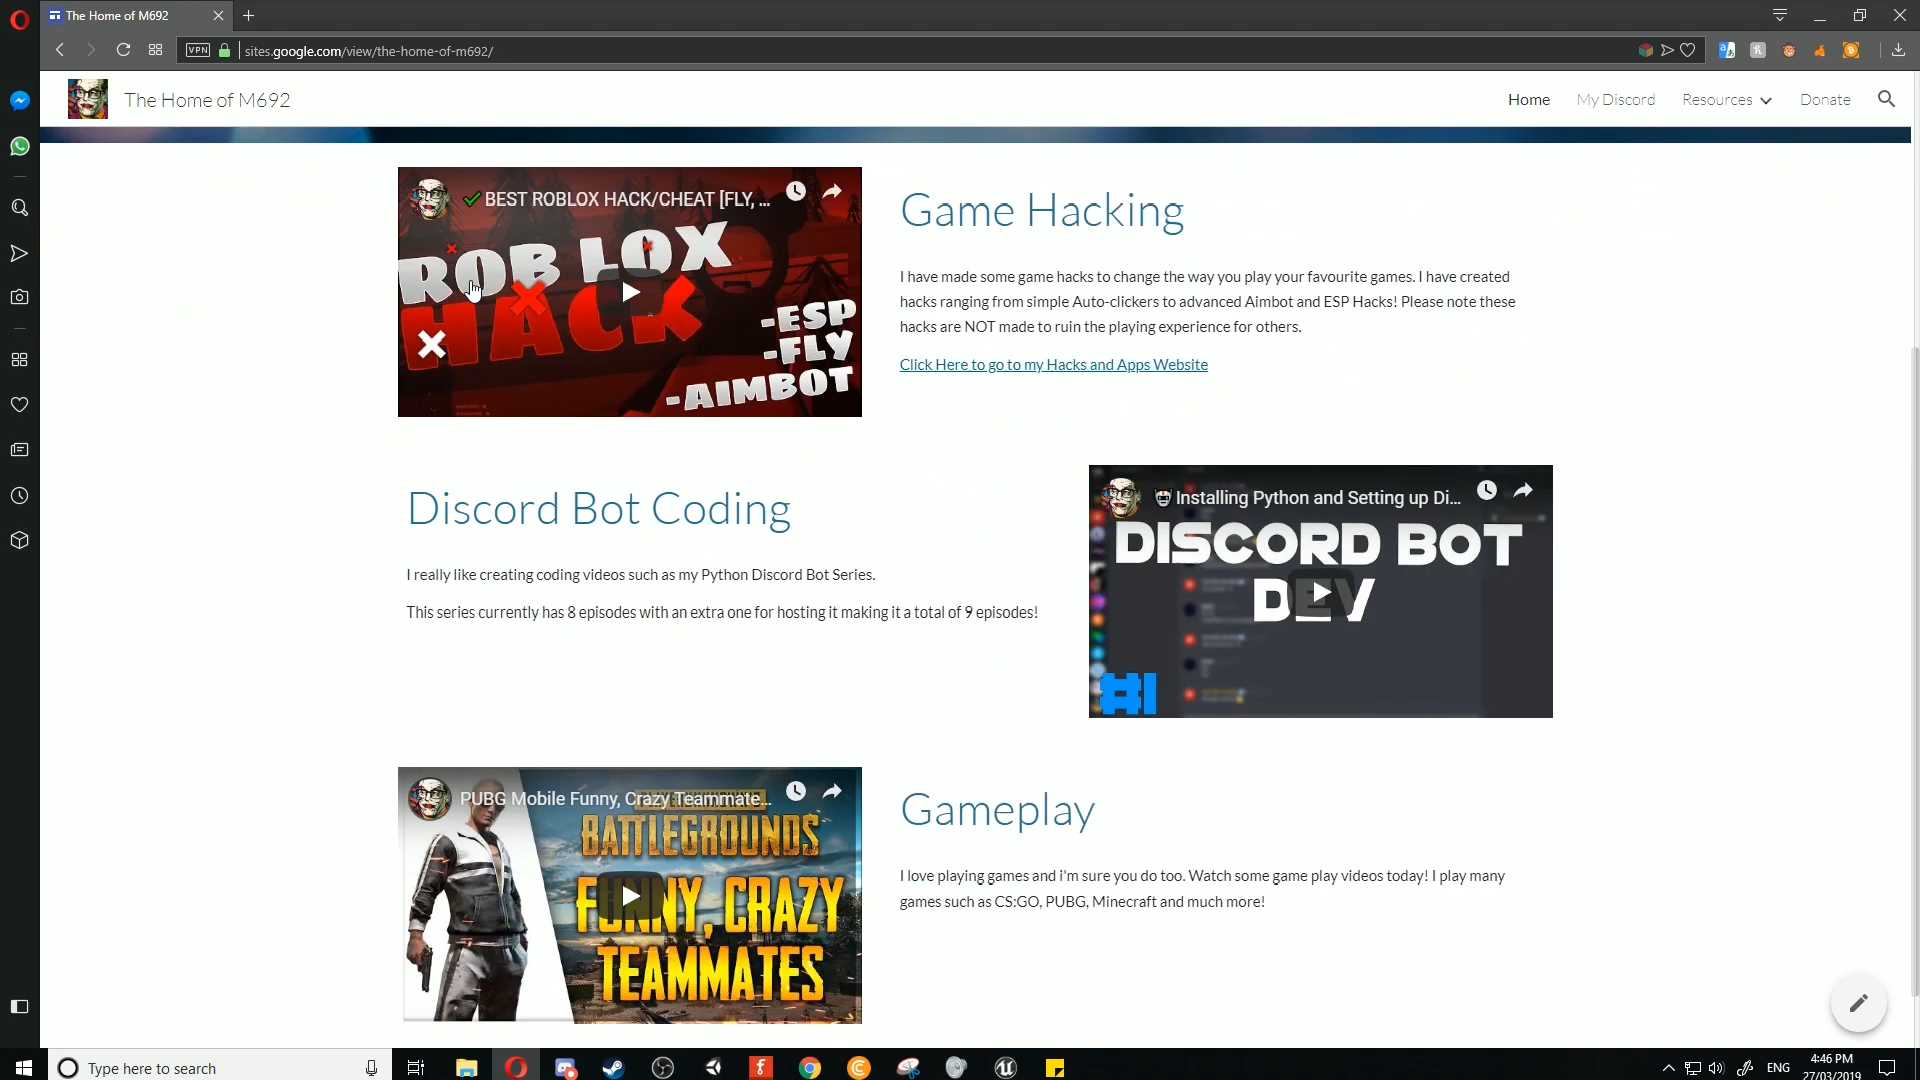 The Home of M692
VPN
sites.google.com/view/the-home-of-m692/
The Home of M692
Home
My Discord
Resources
Donate
✔BEST ROBLOX HACK/CHEAT [FLY, ...
ROBLOX
HACK
-ESP
-FLY
-AIMBOT
Game Hacking
I have made some game hacks to change the way you play your favourite games. I have created
hacks ranging from simple Auto-clickers to advanced Aimbot and ESP Hacks! Please note these
hacks are NOT made to ruin the playing experience for others.
Click Here to go to my Hacks and Apps Website
Discord Bot Coding
I really like creating coding videos such as my Python Discord Bot Series.
This series currently has 8 episodes with an extra one for hosting it making it a total of 9 episodes!
Installing Python and Setting up Di...
DISCORD BOT
DEV
#1
PUBG Mobile Funny, Crazy Teammate...
BATTLEGROUNDS
FUNNY, CRAZY
TEAMMATES
Gameplay
I love playing games and i'm sure you do too. Watch some game play videos today! I play many
games such as CS:GO, PUBG, Minecraft and much more!
Type here to search
ENG
4:46 PM
27/03/2019